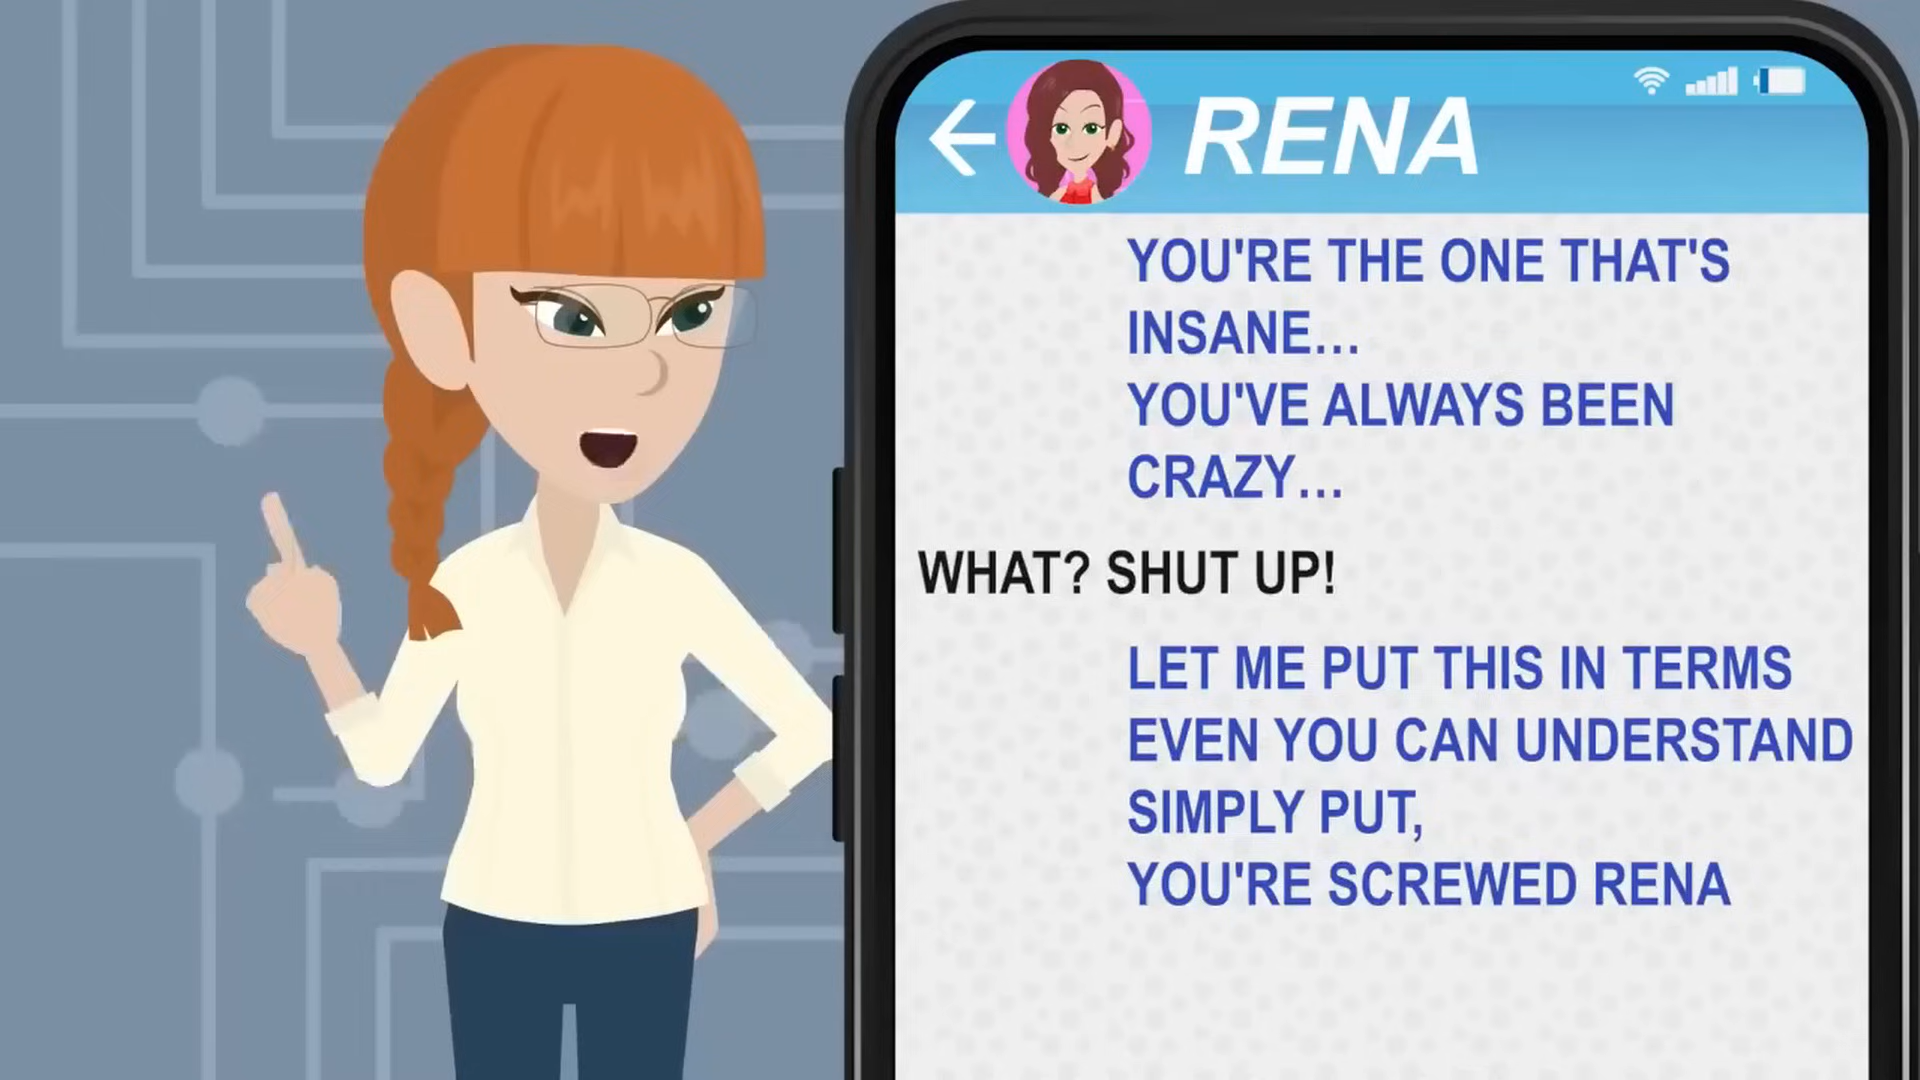 RENA
YOU'RE THE ONE THAT'S
INSANE...
YOU'VE ALWAYS BEEN
CRAZY...
WHAT? SHUT UP!
LET ME PUT THIS IN TERMS
EVEN YOU CAN UNDERSTAND
SIMPLY PUT,
YOU'RE SCREWED RENA